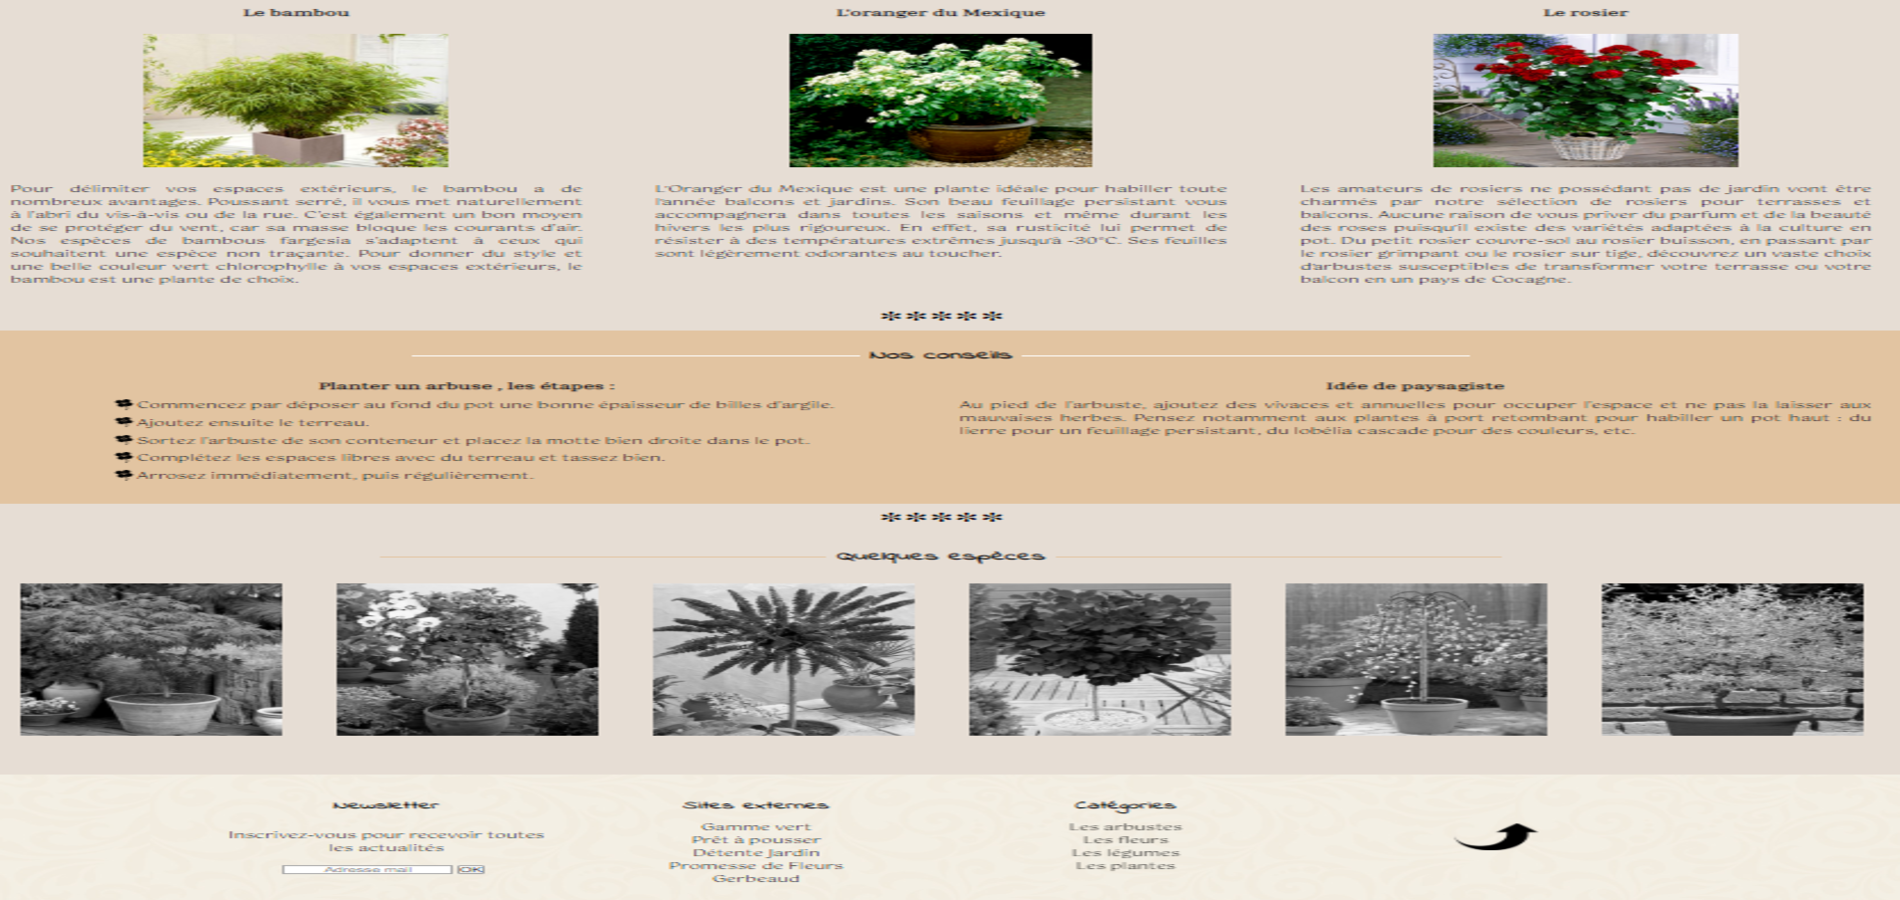 Le bambou
Pour délimiter vos espaces extérieurs, le bambou a de
nombreux avantages. Poussant serré, il vous met naturellement
à l'abri du vis-à-vis ou de la rue. C'est également un bon moyen
de se protéger du vent, car sa masse bloque les courants d'air.
Nos espèces de bambous fargesia s'adaptent à ceux qui
souhaitent une espèce non traçante. Pour donner du style et
une belle couleur vert chlorophylle à vos espaces extérieurs, le
bambou est une plante de choix.
L'oranger du Mexique
L'Oranger du Mexique est une plante idéale pour habiller toute
l'année balcons et jardins. Son beau feuillage persistant vous
accompagnera dans toutes les saisons et même durant les
hivers les plus rigoureux. En effet, sa rusticité lui permet de
résister à des températures extrêmes jusqu'à -30°C. Ses feuilles
sont légèrement odorantes au toucher.
Le rosier
Les amateurs de rosiers ne possédant pas de jardin vont être
charmés par notre sélection de rosiers pour terrasses et
balcons. Aucune raison de vous priver du parfum et de la beauté
des roses puisqu'il existe des variétés adaptées à la culture en
pot. Du petit rosier couvre-sol au rosier buisson, en passant par
le rosier grimpant ou le rosier sur tige, découvrez un vaste choix
d'arbustes susceptibles de transformer votre terrasse ou votre
balcon en un pays de Cocagne.
*****
Nos conseils
Planter un arbuse , les étapes :
Commencez par déposer au fond du pot une bonne épaisseur de billes d'argile.
Ajoutez ensuite le terreau.
Sortez l'arbuste de son conteneur et placez la motte bien droite dans le pot.
Complétez les espaces libres avec du terreau et tassez bien.
Arrosez immédiatement, puis régulièrement.
Idée de paysagiste
Au pied de l'arbuste, ajoutez des vivaces et annuelles pour occuper l'espace et ne pas la laisser aux
mauvaises herbes. Pensez notamment aux plantes à port retombant pour habiller un pot haut : du
lierre pour un feuillage persistant, du lobélia cascade pour des couleurs, etc.
*****
Quelques espèces
Newsletter
Inscrivez-vous pour recevoir toutes
les actualités
Adresse mail OK
Sites externes
Gamme vert
Prêt à pousser
Détente Jardin
Promesse de Fleurs
Gerbeaud
Catégories
Les arbustes
Les fleurs
Les légumes
Les plantes